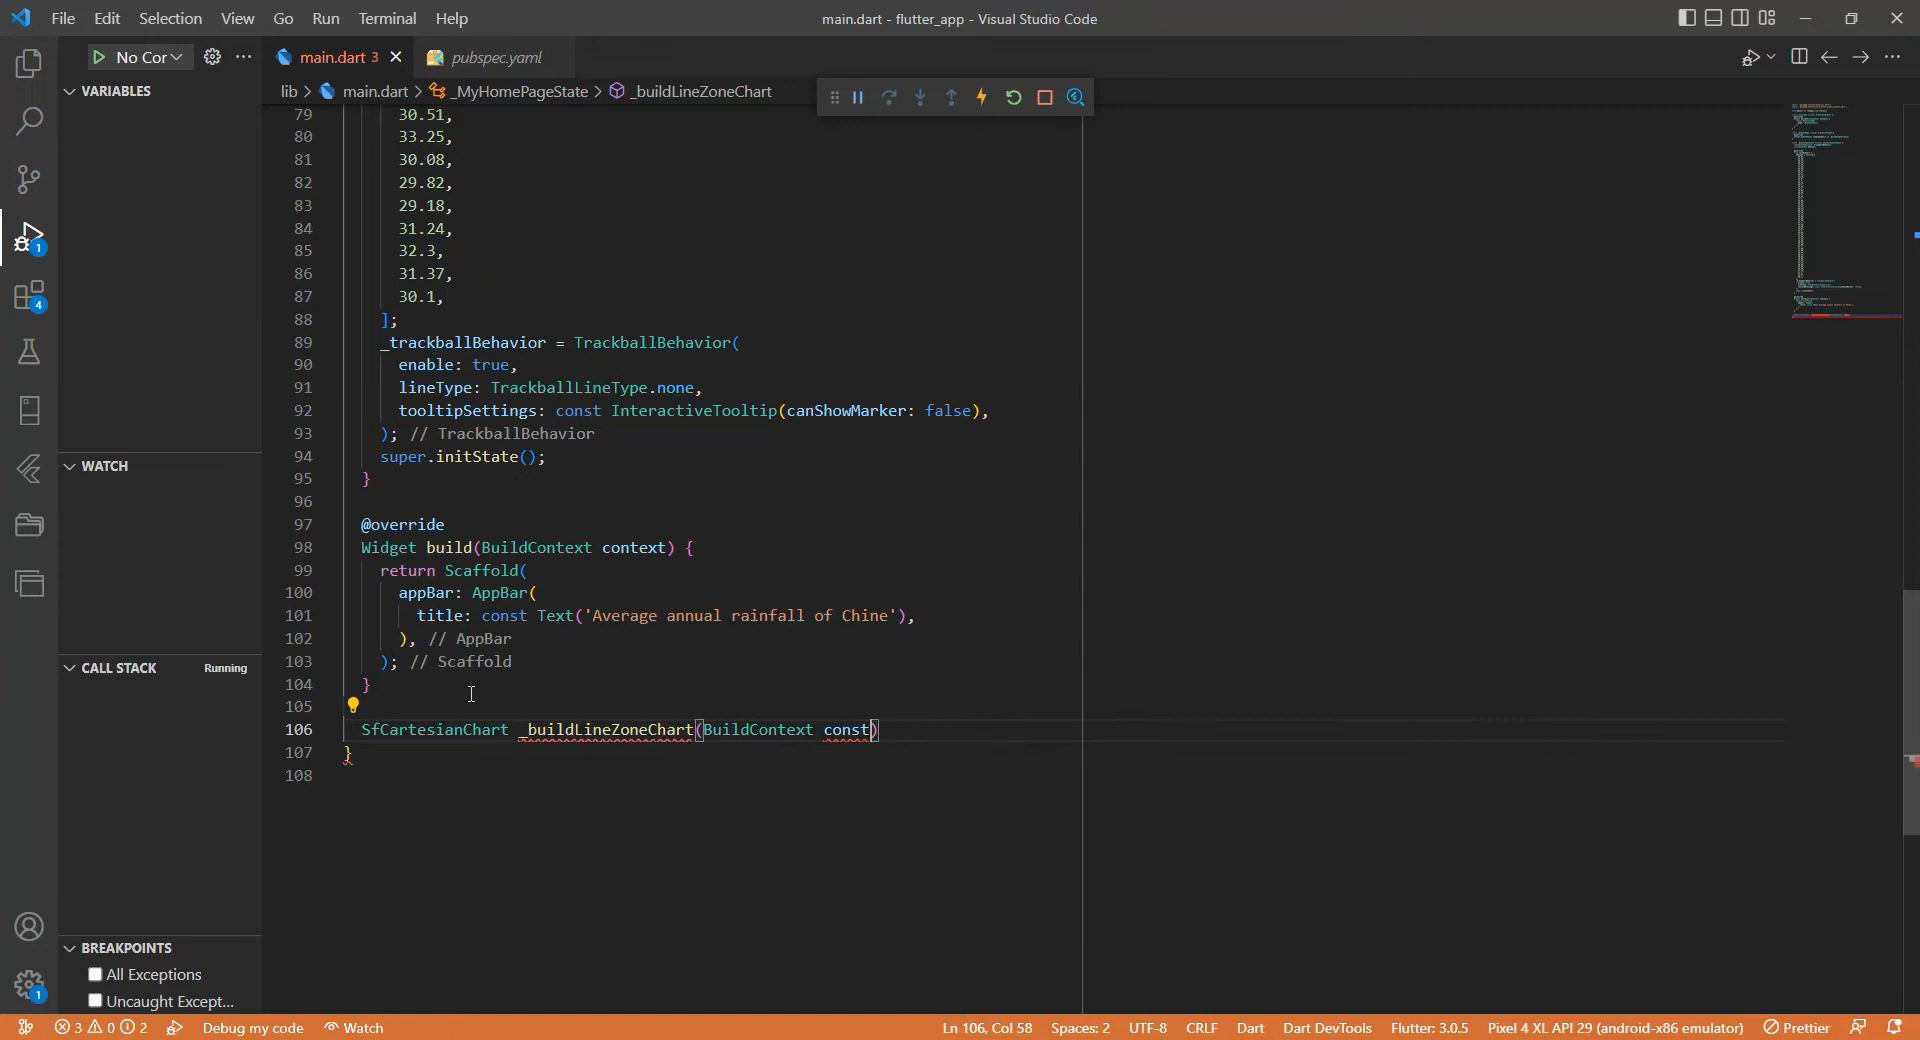 File Edit Selection View Go Run Terminal Help
main.dart - flutter_app - Visual Studio Code
No Cor
main.dart 3
pubspec.yaml
VARIABLES
lib > main.dart > _MyHomePageState > _buildLineZoneChart
79 30.51,
80 33.25,
81 30.08,
82 29.82,
83 29.18,
84 31.24,
85 32.3,
86 31.37,
87 30.1,
88 ];
89 _trackballBehavior = TrackballBehavior(
90 enable: true,
91 lineType: TrackballLineType.none,
92 tooltipSettings: const InteractiveTooltip(canShowMarker: false),
93 ); // TrackballBehavior
94 super.initState();
95 }
96
97 @override
98 Widget build(BuildContext context) {
99 return Scaffold(
100 appBar: AppBar(
101 title: const Text('Average annual rainfall of Chine'),
102 ), // AppBar
103 ); // Scaffold
104 }
105
106 SfCartesianChart _buildLineZoneChart(BuildContext const)
107 }
108
WATCH
CALL STACK Running
BREAKPOINTS
All Exceptions
Uncaught Except...
1
4
1
3 0 2 Debug my code Watch
Ln 106, Col 58 Spaces: 2 UTF-8 CRLF Dart Dart DevTools Flutter: 3.0.5 Pixel 4 XL API 29 (android-x86 emulator) Prettier